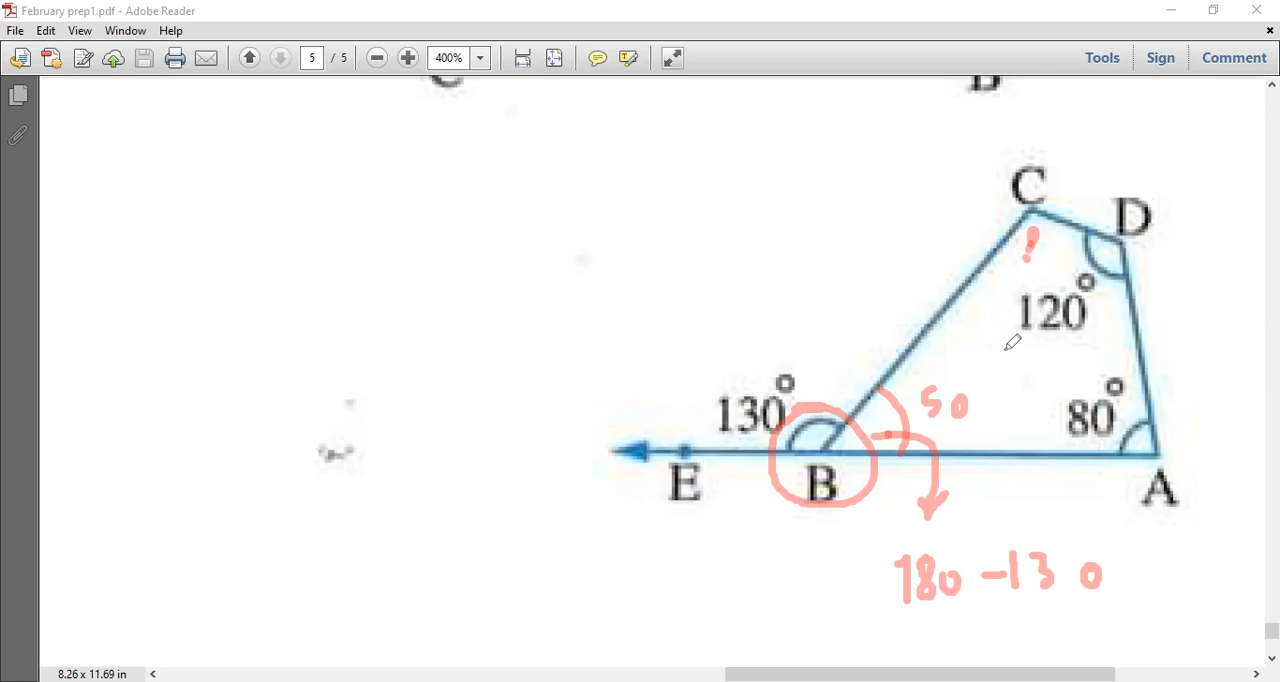 February prep1.pdf - Adobe Reader
File Edit View Window Help
5 / 5 400% Tools Sign Comment
C
D
130°
120°
50
80°
E B A
180 - 130
8.26 x 11.69 in